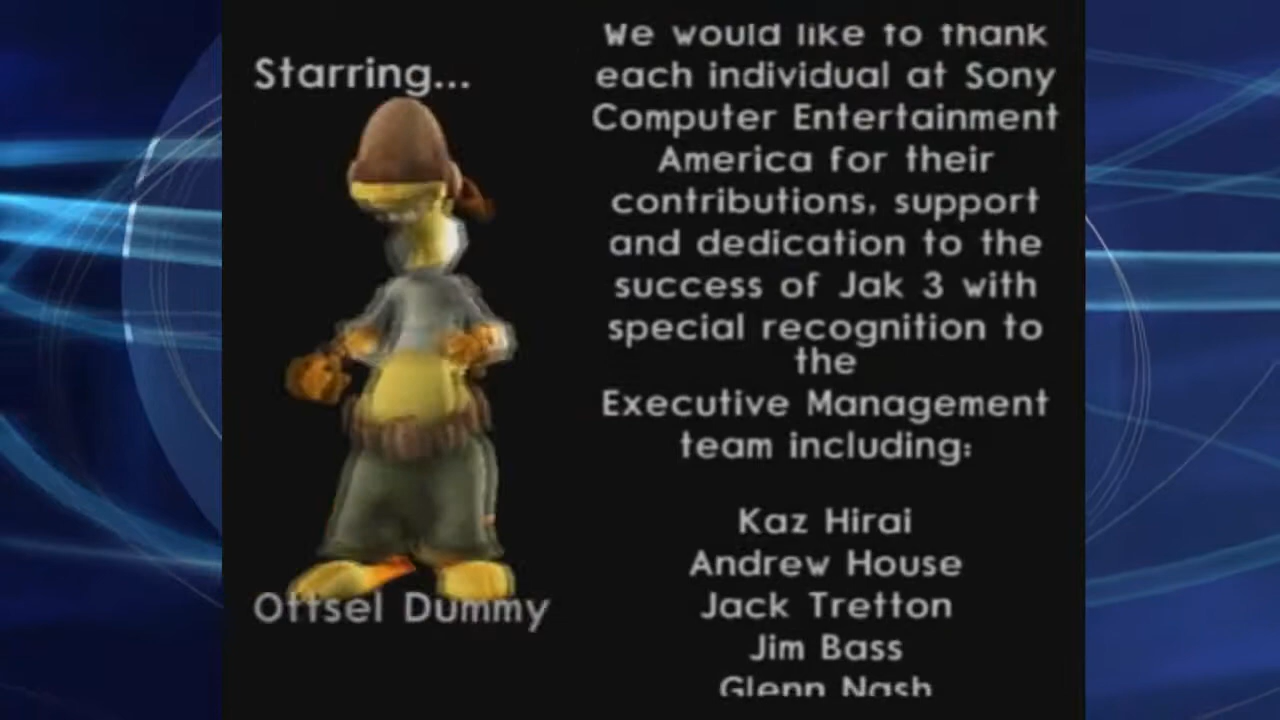 Starring...
Ottsel Dummy
We would like to thank
each individual at Sony
Computer Entertainment
America for their
contributions, support
and dedication to the
success of Jak 3 with
special recognition to
the
Executive Management
team including:
Kaz Hirai
Andrew House
Jack Tretton
Jim Bass
Glenn Nash